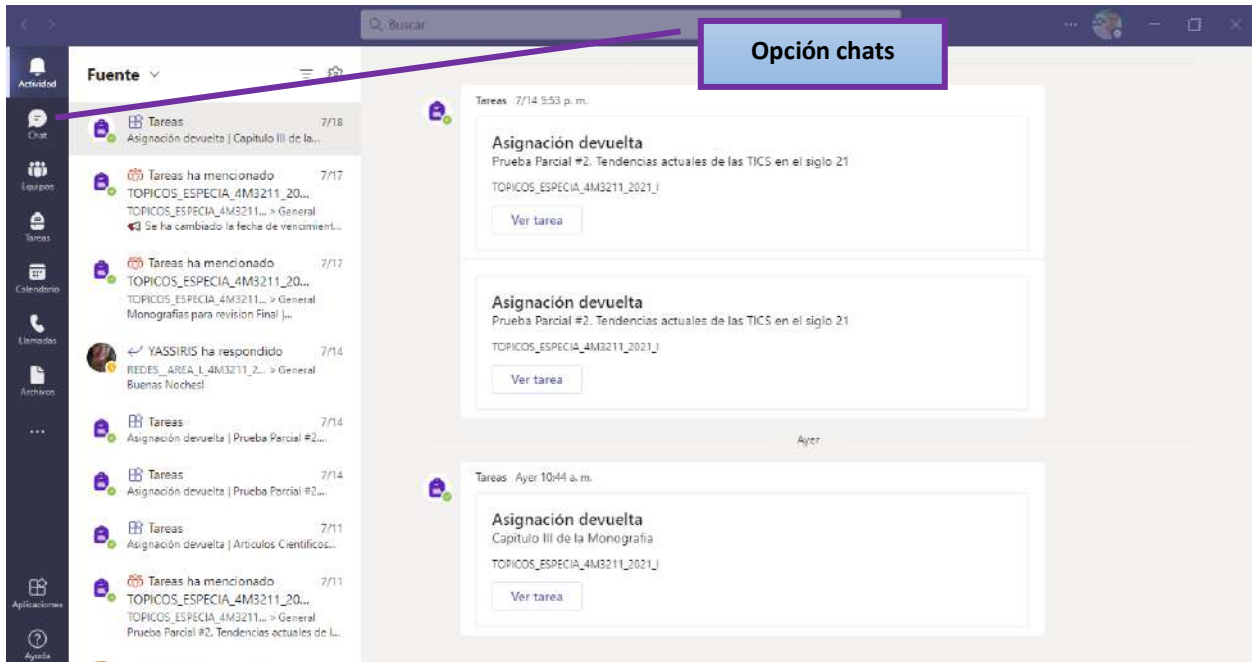 Buscar
Opción chats
Actividad
Chat
Equipos
Tareas
Calendario
Llamadas
Archivos
Aplicaciones
Ayuda
Fuente
Tareas 7/18
Asignación devuelta | Capitulo III de la...
Tareas ha mencionado 7/17
TOPICOS_ESPECIA_4M3211_20...
TOPICOS_ESPECIA_4M3211... > General
Se ha cambiado la fecha de vencimient...
Tareas ha mencionado 7/17
TOPICOS_ESPECIA_4M3211_20...
TOPICOS_ESPECIA_4M3211... > General
Monografias para revision Final |...
YASSIRIS ha respondido 7/14
REDES__AREA_L_4M3211_2... > General
Buenas Noches!
Tareas 7/14
Asignación devuelta | Prueba Parcial #2....
Tareas 7/14
Asignación devuelta | Prueba Parcial #2....
Tareas 7/11
Asignación devuelta | Articulos Cientificos...
Tareas ha mencionado 7/11
TOPICOS_ESPECIA_4M3211_20...
TOPICOS_ESPECIA_4M3211... > General
Prueba Parcial #2. Tendencias actuales de l...
Tareas 7/14 5:53 p. m.
Asignación devuelta
Prueba Parcial #2. Tendencias actuales de las TICS en el siglo 21
TOPICOS_ESPECIA_4M3211_2021_I
Ver tarea
Asignación devuelta
Prueba Parcial #2. Tendencias actuales de las TICS en el siglo 21
TOPICOS_ESPECIA_4M3211_2021_I
Ver tarea
Ayer
Tareas Ayer 10:44 a. m.
Asignación devuelta
Capitulo III de la Monografia
TOPICOS_ESPECIA_4M3211_2021_I
Ver tarea